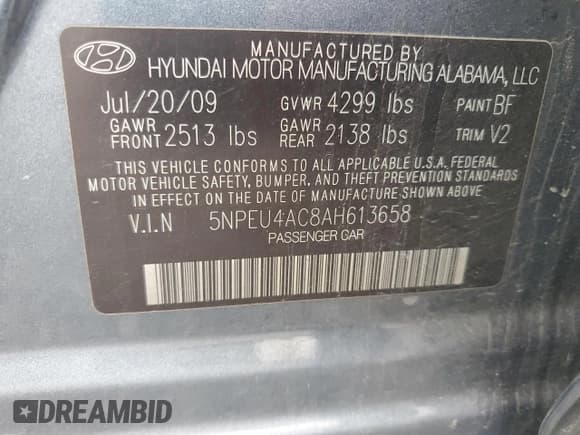 MANUFACTURED BY
HYUNDAI MOTOR MANUFACTURING ALABAMA, LLC
Jul/20/09 GVWR 4299 lbs PAINT BF
GAWR FRONT 2513 lbs GAWR REAR 2138 lbs TRIM V2
THIS VEHICLE CONFORMS TO ALL APPLICABLE U.S.A. FEDERAL
MOTOR VEHICLE SAFETY, BUMPER, AND THEFT PREVENTION STANDARDS
IN EFFECT ON THE DATE OF MANUFACTURE SHOWN ABOVE
V.I.N 5NPEU4AC8AH613658
PASSENGER CAR
DREAMBID